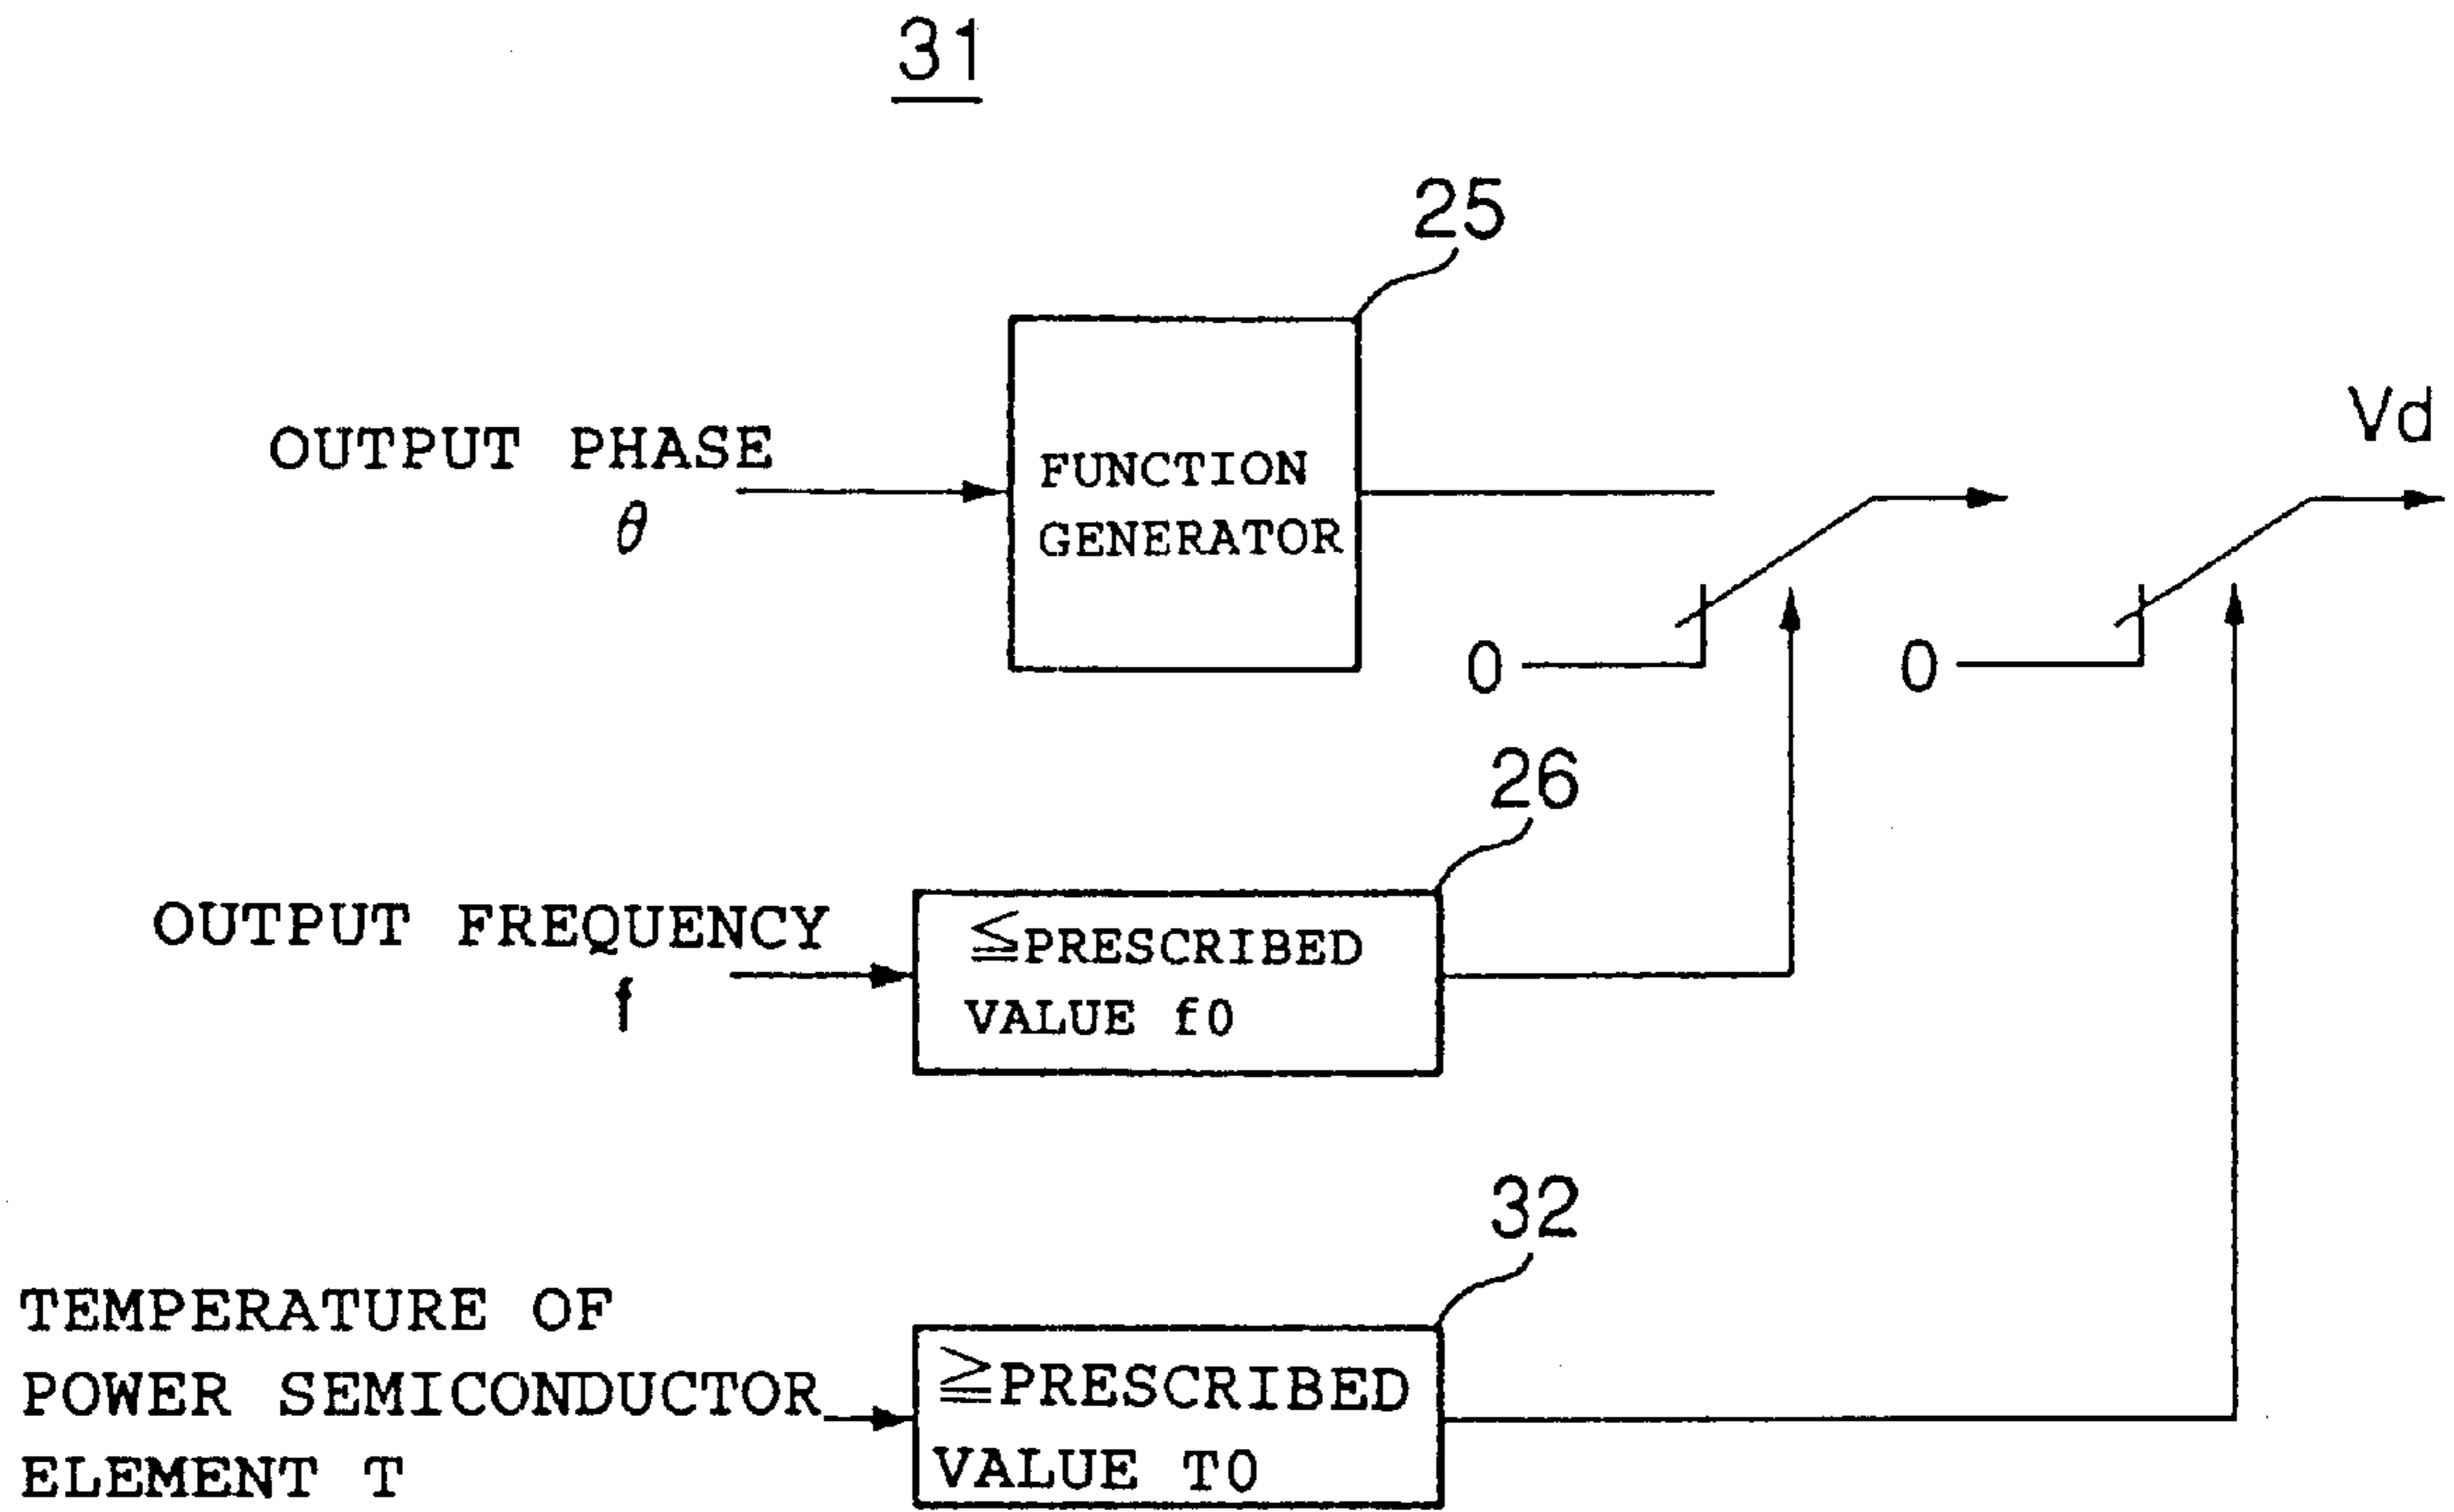 31
25
Vd
OUTPUT PHASE
θ
FUNCTION
GENERATOR
0
0
26
OUTPUT FREQUENCY
f
≦PRESCRIBED
VALUE f0
32
TEMPERATURE OF
POWER SEMICONDUCTOR
ELEMENT T
≧PRESCRIBED
VALUE T0